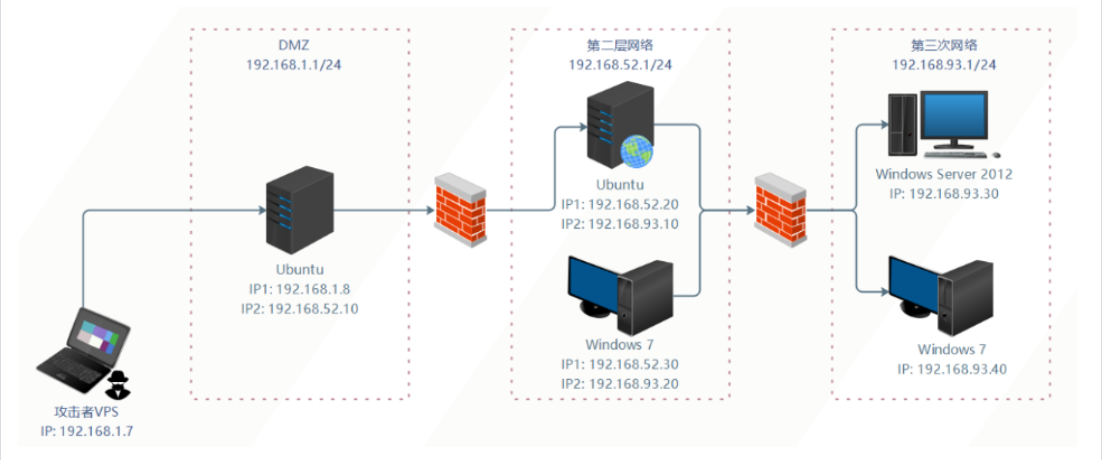 DMZ
192.168.1.1/24
第二层网络
192.168.52.1/24
第三次网络
192.168.93.1/24
Ubuntu
IP1: 192.168.1.8
IP2: 192.168.52.10
Ubuntu
IP1: 192.168.52.20
IP2: 192.168.93.10
Windows 7
IP1: 192.168.52.30
IP2: 192.168.93.20
Windows Server 2012
IP: 192.168.93.30
Windows 7
IP: 192.168.93.40
攻击者VPS
IP: 192.168.1.7